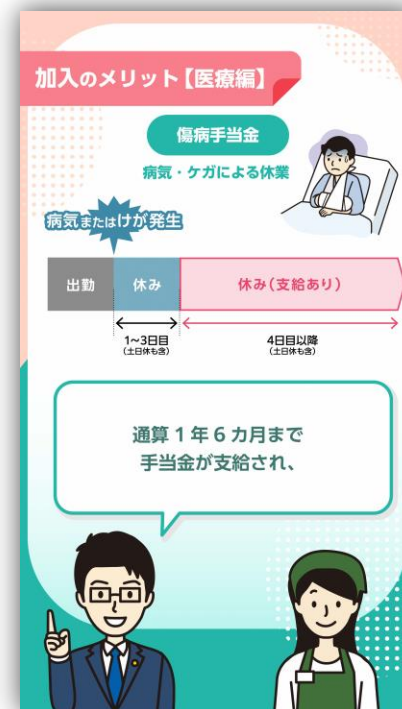 加入のメリット【医療編】
傷病手当金
病気・ケガによる休業
病気またはけが発生
出勤
休み
休み(支給あり)
1~3日目
(土日休も含)
4日目以降
(土日休も含)
通算1年6カ月まで
手当金が支給され、